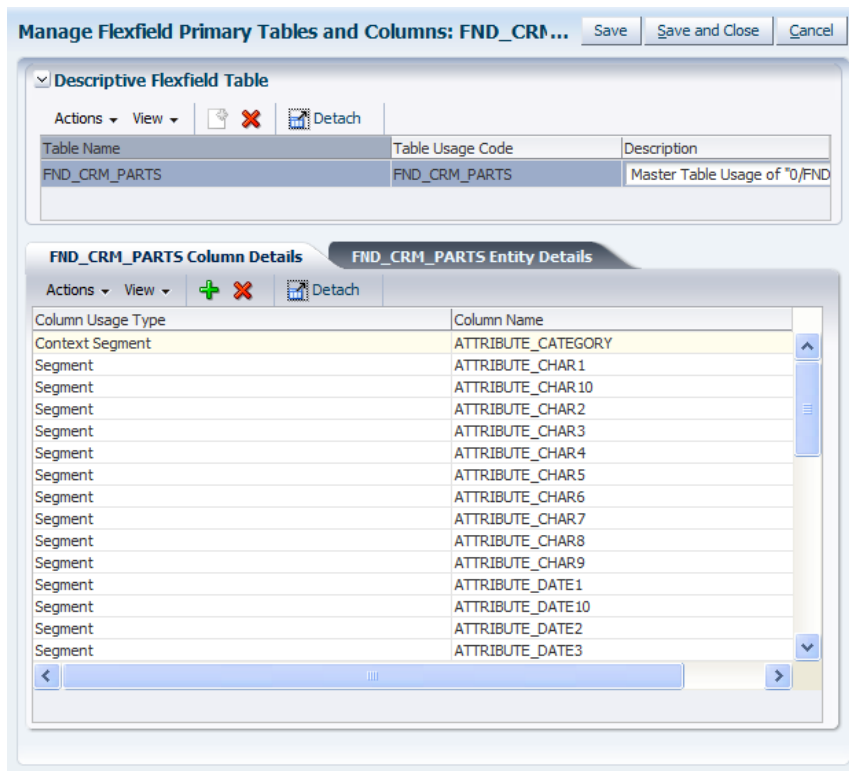 Manage Flexfield Primary Tables and Columns: FND_CRM... Save Save and Close Cancel
Descriptive Flexfield Table
Actions View Detach
Table Name Table Usage Code Description
FND_CRM_PARTS FND_CRM_PARTS Master Table Usage of "0/FND
FND_CRM_PARTS Column Details FND_CRM_PARTS Entity Details
Actions View Detach
Column Usage Type Column Name
Context Segment ATTRIBUTE_CATEGORY
Segment ATTRIBUTE_CHAR1
Segment ATTRIBUTE_CHAR10
Segment ATTRIBUTE_CHAR2
Segment ATTRIBUTE_CHAR3
Segment ATTRIBUTE_CHAR4
Segment ATTRIBUTE_CHAR5
Segment ATTRIBUTE_CHAR6
Segment ATTRIBUTE_CHAR7
Segment ATTRIBUTE_CHAR8
Segment ATTRIBUTE_CHAR9
Segment ATTRIBUTE_DATE1
Segment ATTRIBUTE_DATE10
Segment ATTRIBUTE_DATE2
Segment ATTRIBUTE_DATE3